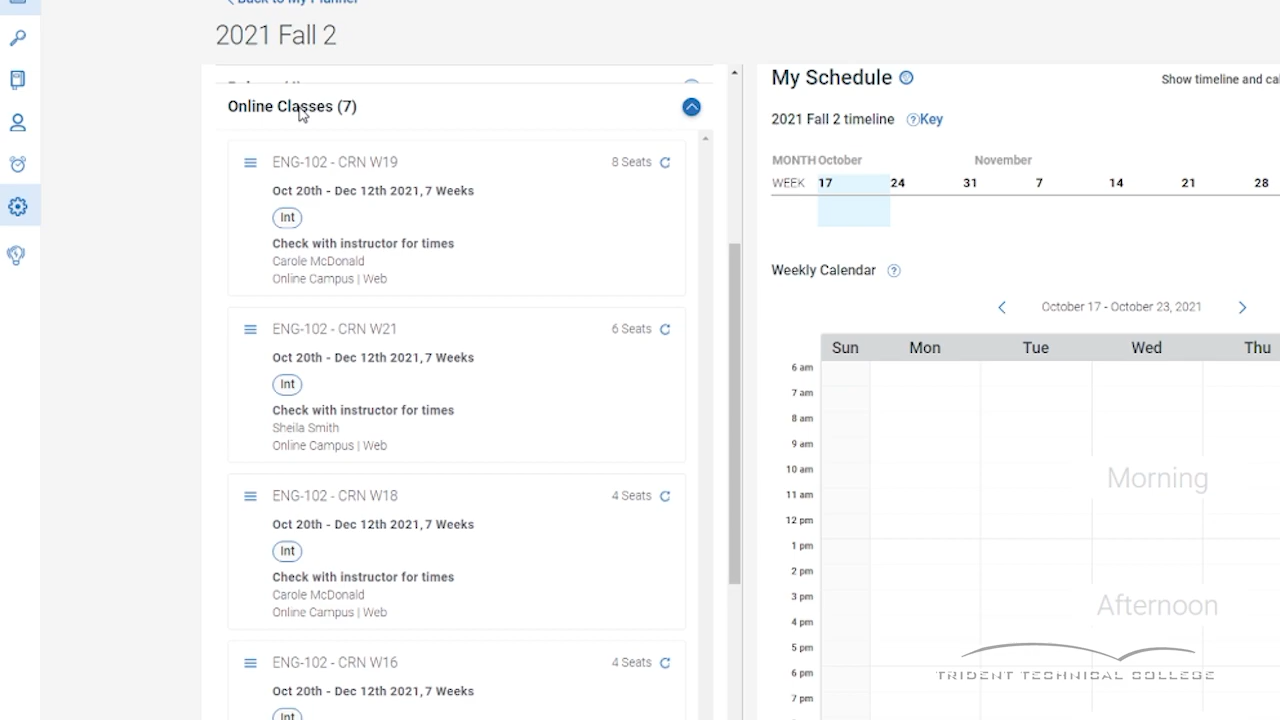 Back to My Planner
2021 Fall 2
Online Classes (7)
ENG-102 - CRN W19
8 Seats
Oct 20th - Dec 12th 2021, 7 Weeks
Int
Check with instructor for times
Carole McDonald
Online Campus | Web
ENG-102 - CRN W21
6 Seats
Oct 20th - Dec 12th 2021, 7 Weeks
Int
Check with instructor for times
Sheila Smith
Online Campus | Web
ENG-102 - CRN W18
4 Seats
Oct 20th - Dec 12th 2021, 7 Weeks
Int
Check with instructor for times
Carole McDonald
Online Campus | Web
ENG-102 - CRN W16
4 Seats
Oct 20th - Dec 12th 2021, 7 Weeks
Int
My Schedule
Show timeline and cal
2021 Fall 2 timeline
?Key
MONTH October November
WEEK 17 24 31 7 14 21 28
Weekly Calendar ?
October 17 - October 23, 2021
Sun Mon Tue Wed Thu
6 am
7 am
8 am
9 am
10 am
Morning
11 am
12 pm
1 pm
2 pm
3 pm
Afternoon
4 pm
5 pm
6 pm
TRIDENT TECHNICAL COLLEGE
7 pm